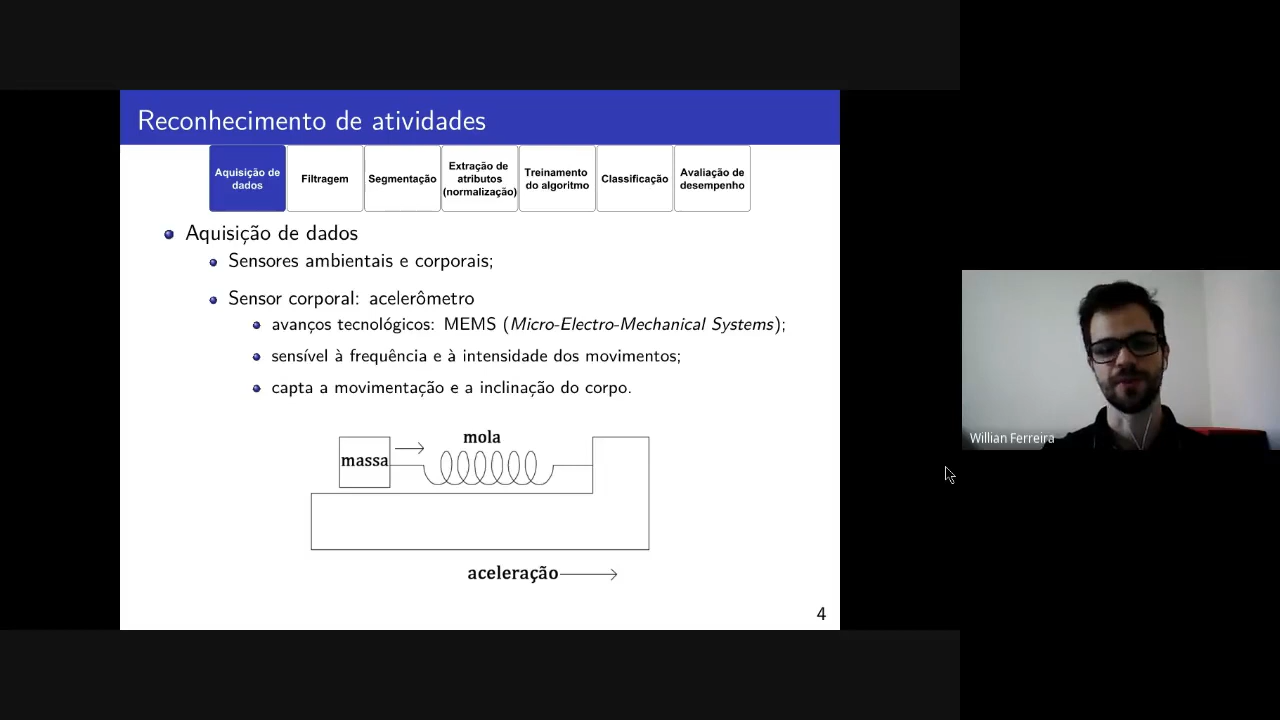 Reconhecimento de atividades
Aquisição de
dados
Filtragem
Segmentação
Extração de
atributos
(normalização)
Treinamento
do algoritmo
Classificação
Avaliação de
desempenho
Aquisição de dados
Sensores ambientais e corporais;
Sensor corporal: acelerômetro
avanços tecnológicos: MEMS (Micro-Electro-Mechanical Systems);
sensível à frequência e à intensidade dos movimentos;
capta a movimentação e a inclinação do corpo.
mola
massa
aceleração
4
Willian Ferreira